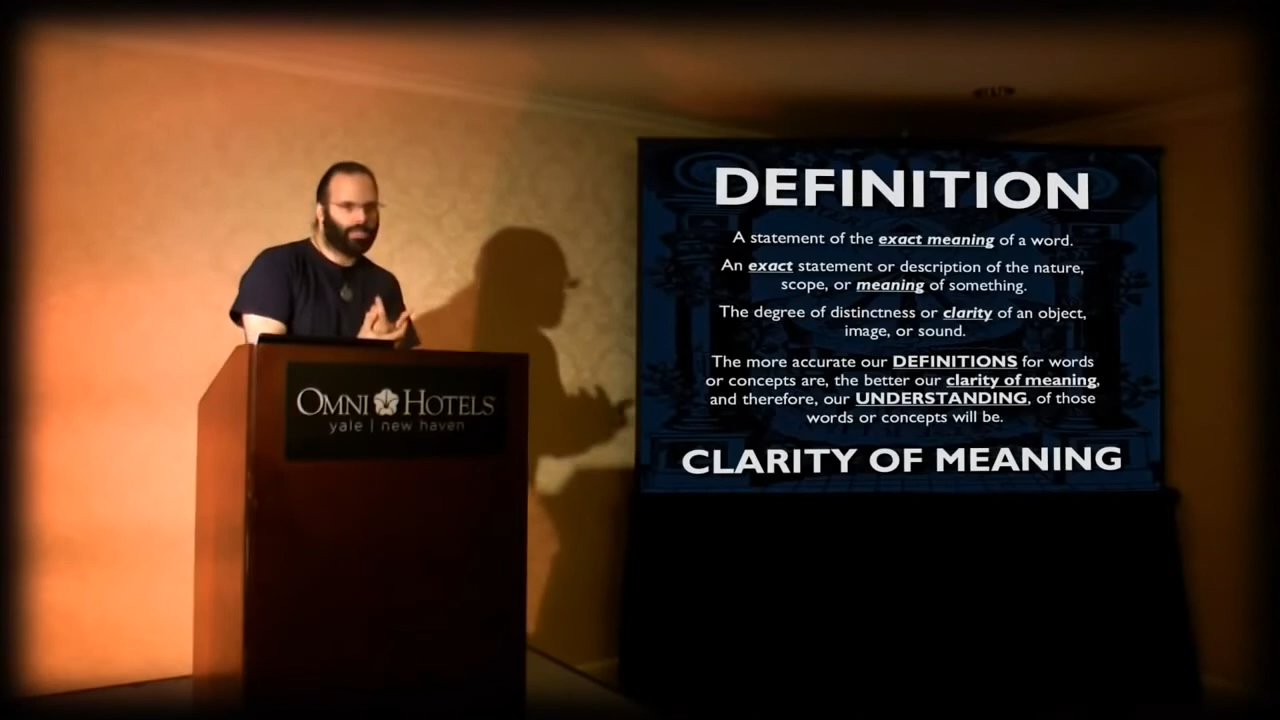 OMNI HOTELS
yale | new haven
DEFINITION
A statement of the exact meaning of a word.
An exact statement or description of the nature,
scope, or meaning of something.
The degree of distinctness or clarity of an object,
image, or sound.
The more accurate our DEFINITIONS for words
or concepts are, the better our clarity of meaning,
and therefore, our UNDERSTANDING, of those
words or concepts will be.
CLARITY OF MEANING